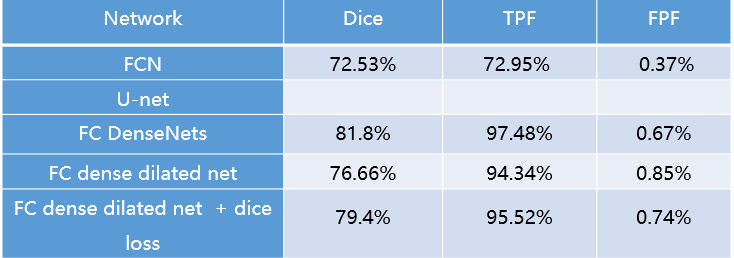 Network Dice TPF FPF
FCN 72.53% 72.95% 0.37%
U-net
FC DenseNets 81.8% 97.48% 0.67%
FC dense dilated net 76.66% 94.34% 0.85%
FC dense dilated net + dice
loss 79.4% 95.52% 0.74%